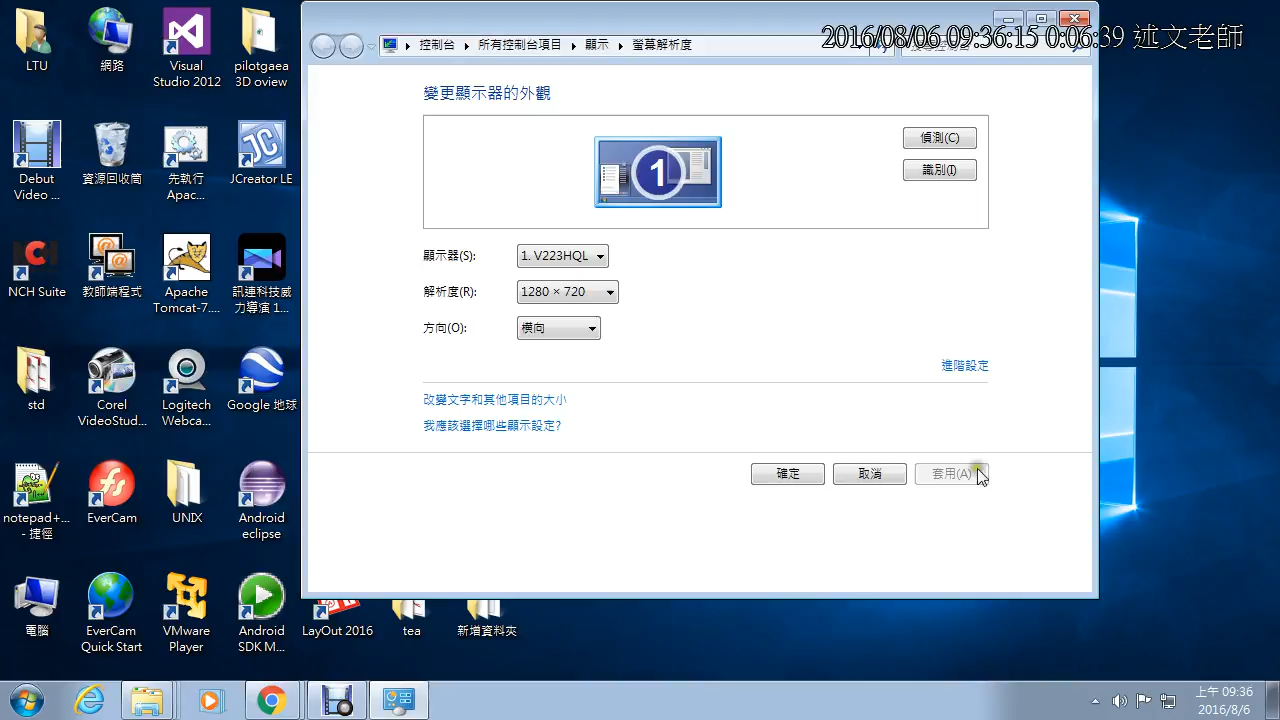 2016/08/06 09:36:15 0:06:39 述文老師
控制台
所有控制台項目
顯示
螢幕解析度
變更顯示器的外觀
1
偵測(C)
識別(I)
顯示器(S):
1. V223HQL
解析度(R):
1280 × 720
方向(O):
橫向
進階設定
改變文字和其他項目的大小
我應該選擇哪些顯示設定?
確定
取消
套用(A)
LTU
網路
Visual
Studio 2012
pilotgaea
3D oview
Debut
Video ...
資源回收筒
先執行
Apac...
JCreator LE
NCH Suite
教師端程式
Apache
Tomcat-7....
訊連科技威
力導演 1...
std
Corel
VideoStud...
Logitech
Webca...
Google 地球
notepad+...
- 捷徑
EverCam
UNIX
Android
eclipse
電腦
EverCam
Quick Start
VMware
Player
Android
SDK M...
LayOut 2016
tea
新增資料夾
上午 09:36
2016/8/6